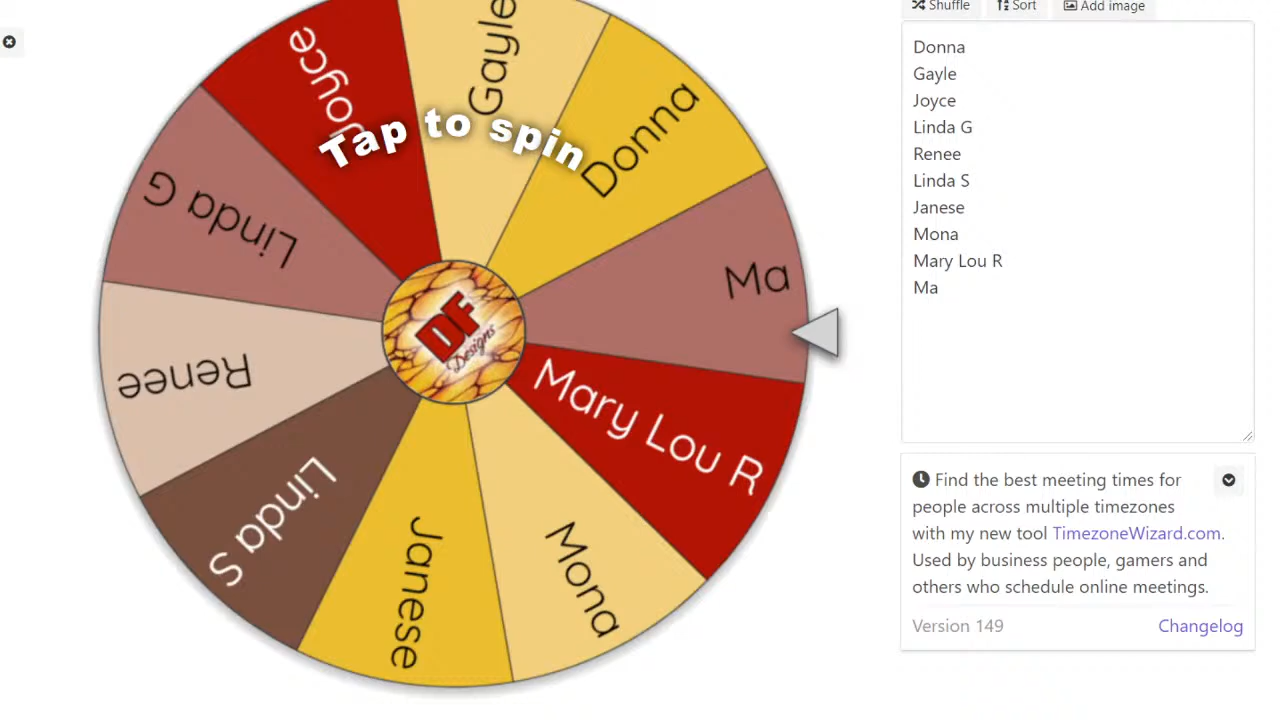 Shuffle
Sort
Add image
Donna
Gayle
Joyce
Linda G
Renee
Linda S
Janese
Mona
Mary Lou R
Ma
Tap to spin
Gayle
Donna
Ma
Mary Lou R
Mona
Janese
Linda S
Renee
Linda G
Joyce
DF
Designs
Find the best meeting times for
people across multiple timezones
with my new tool TimezoneWizard.com.
Used by business people, gamers and
others who schedule online meetings.
Version 149
Changelog